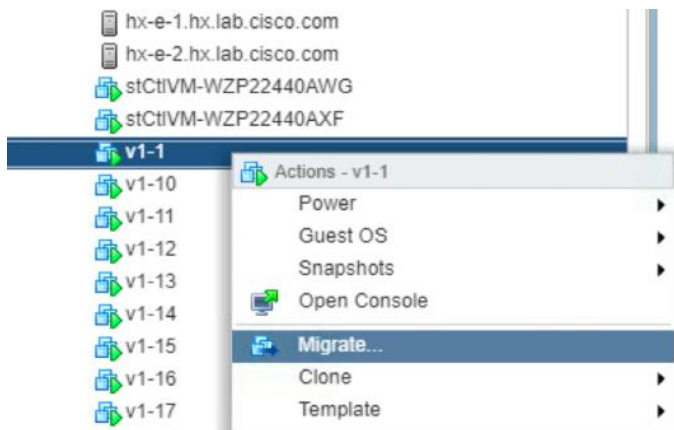 hx-e-1.hx.lab.cisco.com
hx-e-2.hx.lab.cisco.com
stCtlVM-WZP22440AWG
stCtlVM-WZP22440AXF
v1-1
Actions - v1-1
v1-10
Power
v1-11
Guest OS
v1-12
Snapshots
v1-13
Open Console
v1-14
v1-15
Migrate...
v1-16
Clone
v1-17
Template